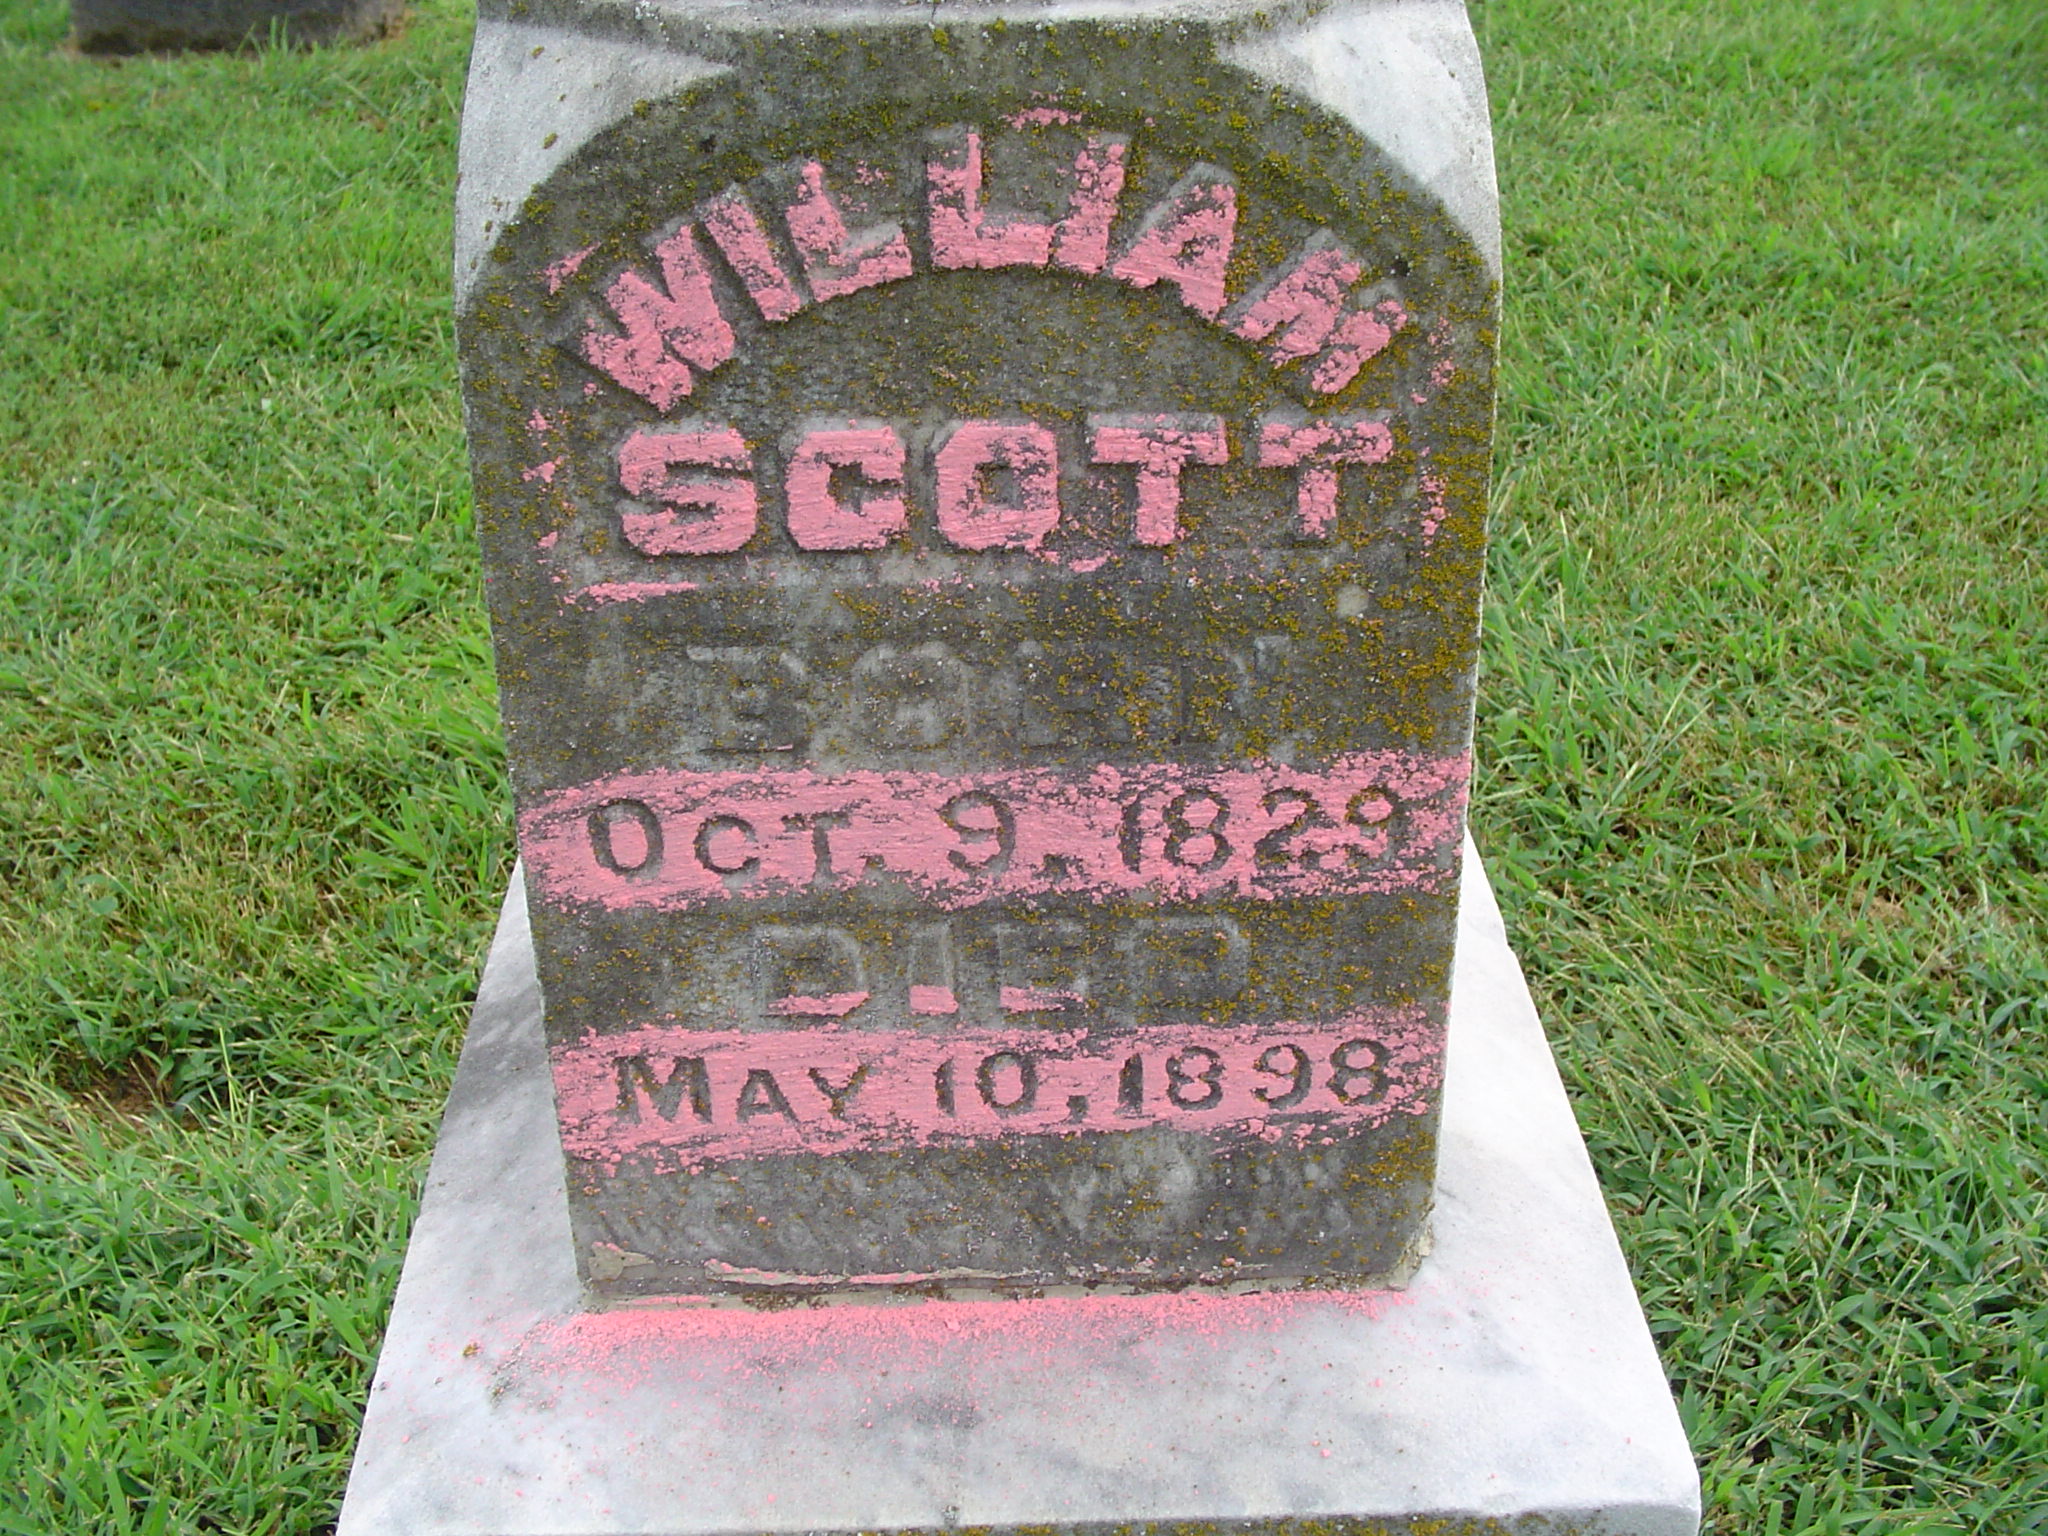 WILLIAM
SCOTT
BORN
OCT. 9, 1829
DIED
MAY 10, 1898